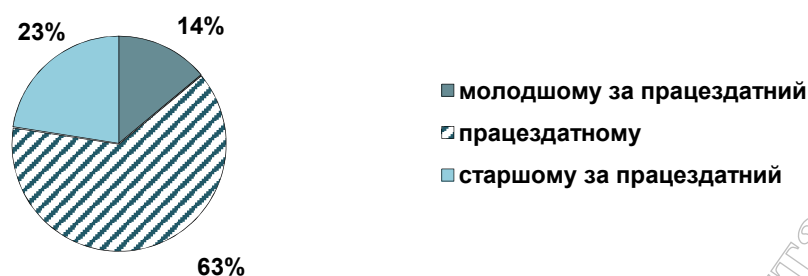 23%
14%
молодшому за працездатний
працездатному
старшому за працездатний
63%